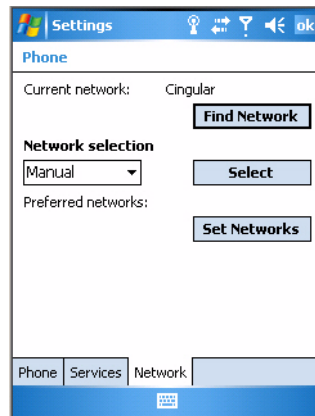 Settings ok
Phone
Current network: Cingular
Find Network
Network selection
Manual Select
Preferred networks:
Set Networks
Phone Services Network